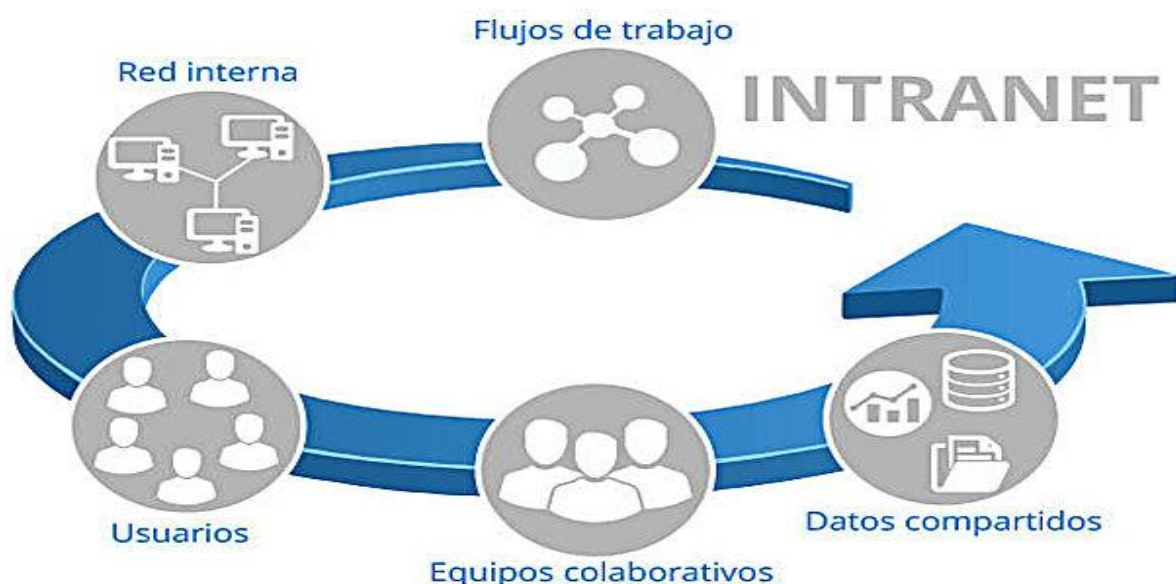 Flujos de trabajo
Red interna
INTRANET
Usuarios
Equipos colaborativos
Datos compartidos